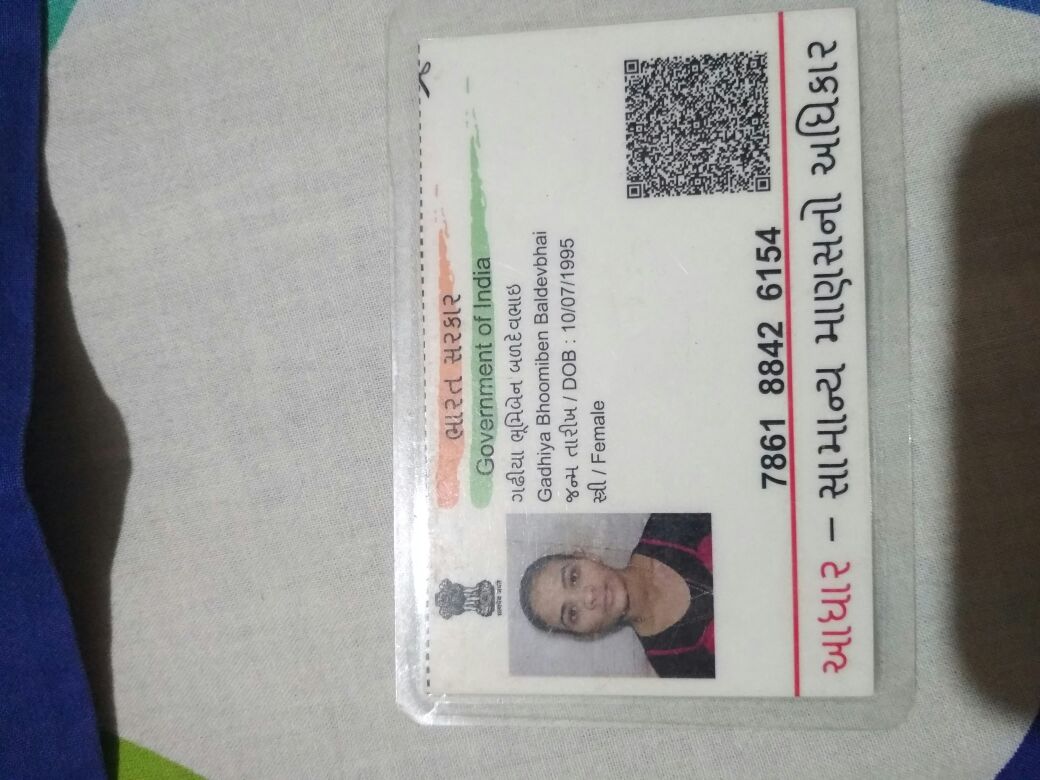 ભારત સરકાર
Government of India
ગઢીયા ભૂમિબેન બળદેવભાઇ
Gadhiya Bhoomiben Baldevbhai
જન્મ તારીખ / DOB : 10/07/1995
સ્ત્રી / Female
7861 8842 6154
આધાર – સામાન્ય માણસનો અધિકાર